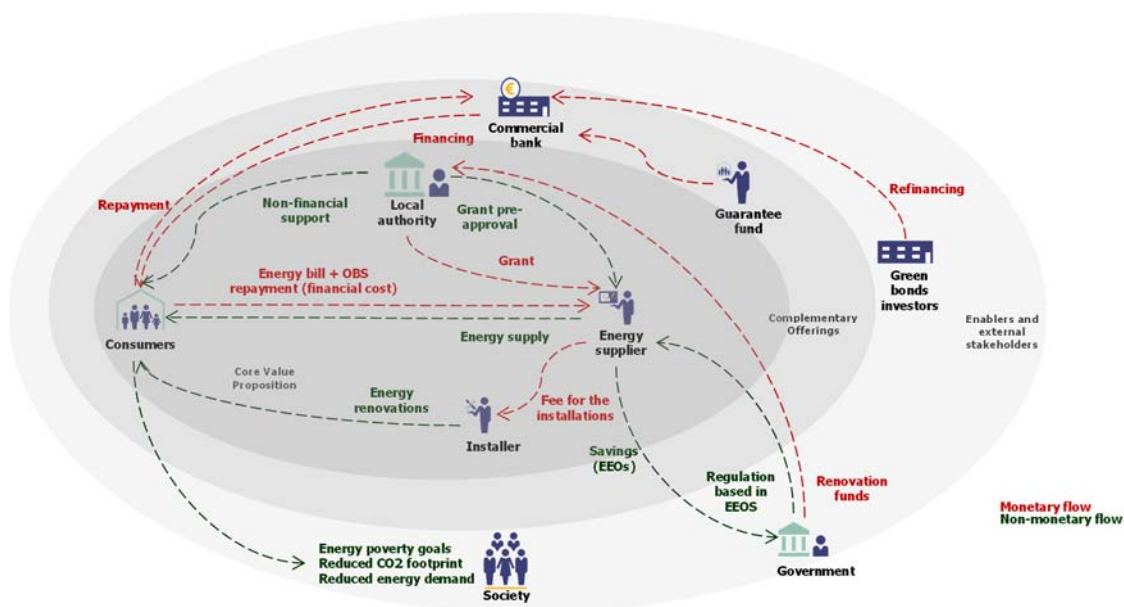 €
Commercial
bank
Financing
Repayment
Non-financial
support
Local
authority
Grant pre-
approval
Guarantee
fund
Refinancing
Green
bonds
investors
Grant
Energy bill + OBS
repayment (financial cost)
Energy supply
Consumers
Energy
supplier
Complementary
Offerings
Enablers and
external
stakeholders
Core Value
Proposition
Energy
renovations
Installer
Fee for the
installations
Savings
(EEOs)
Regulation
based in
EEOS
Renovation
funds
Monetary flow
Non-monetary flow
Energy poverty goals
Reduced CO2 footprint
Reduced energy demand
Society
Government